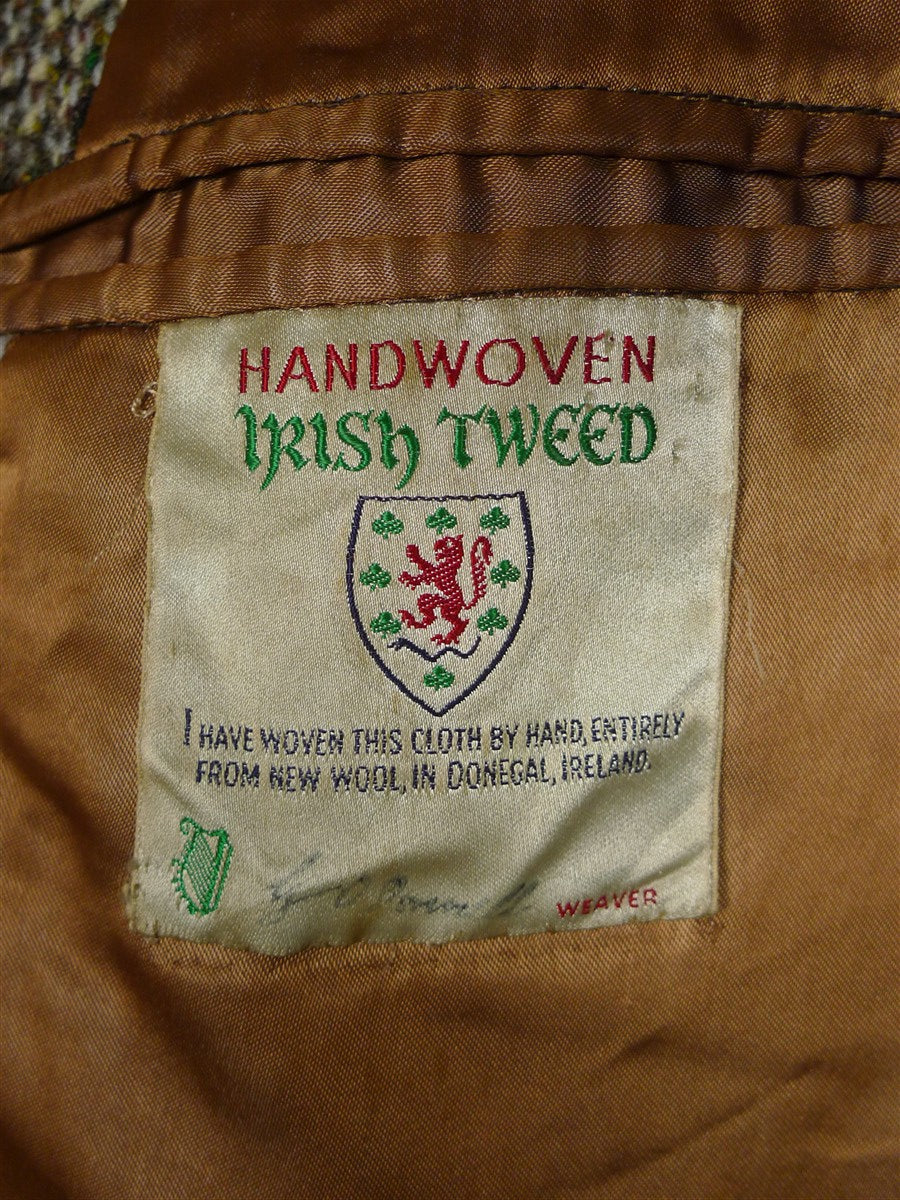 HANDWOVEN
IRISH TWEED
I HAVE WOVEN THIS CLOTH BY HAND, ENTIRELY
FROM NEW WOOL, IN DONEGAL, IRELAND.
WEAVER